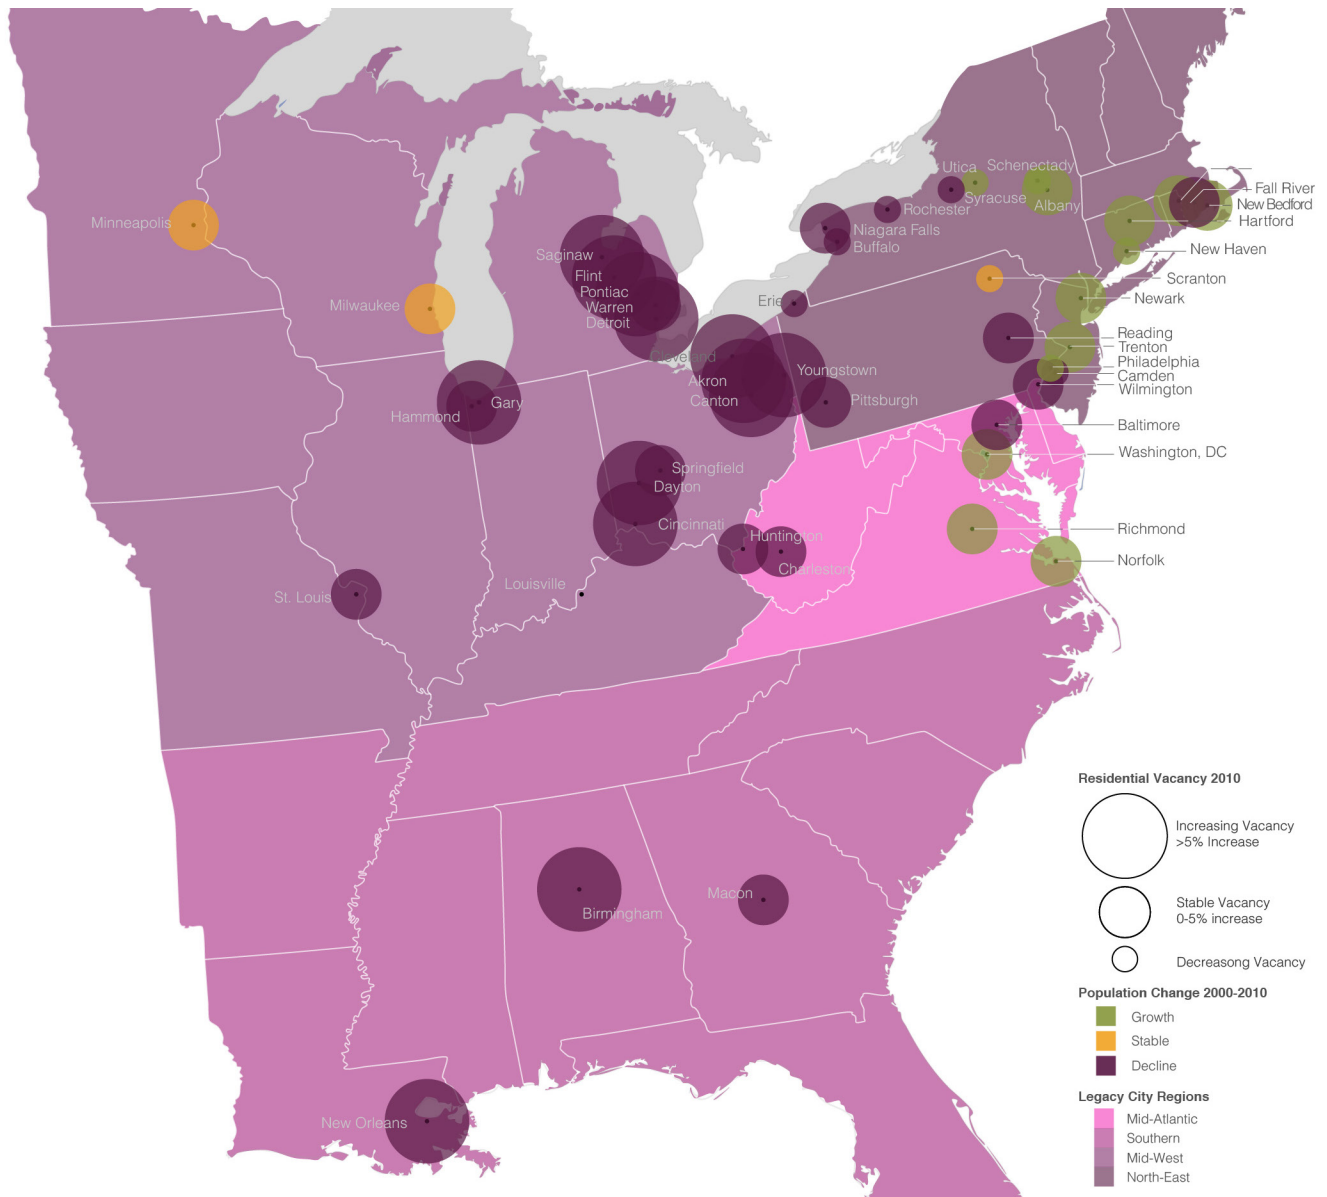 Utica
Schenectady
Syracuse
Albany
Fall River
New Bedford
Hartford
Rochester
Niagara Falls
Buffalo
New Haven
Minneapolis
Saginaw
Flint
Pontiac
Warren
Detroit
Milwaukee
Erie
Scranton
Newark
Reading
Trenton
Philadelphia
Camden
Wilmington
Cleveland
Akron
Canton
Youngstown
Pittsburgh
Hammond
Gary
Baltimore
Washington, DC
Springfield
Dayton
Cincinnati
Huntington
Charleston
Richmond
Norfolk
Louisville
St. Louis
Birmingham
Macon
New Orleans
Residential Vacancy 2010
Increasing Vacancy
>5% Increase
Stable Vacancy
0-5% increase
Decreasong Vacancy
Population Change 2000-2010
Growth
Stable
Decline
Legacy City Regions
Mid-Atlantic
Southern
Mid-West
North-East